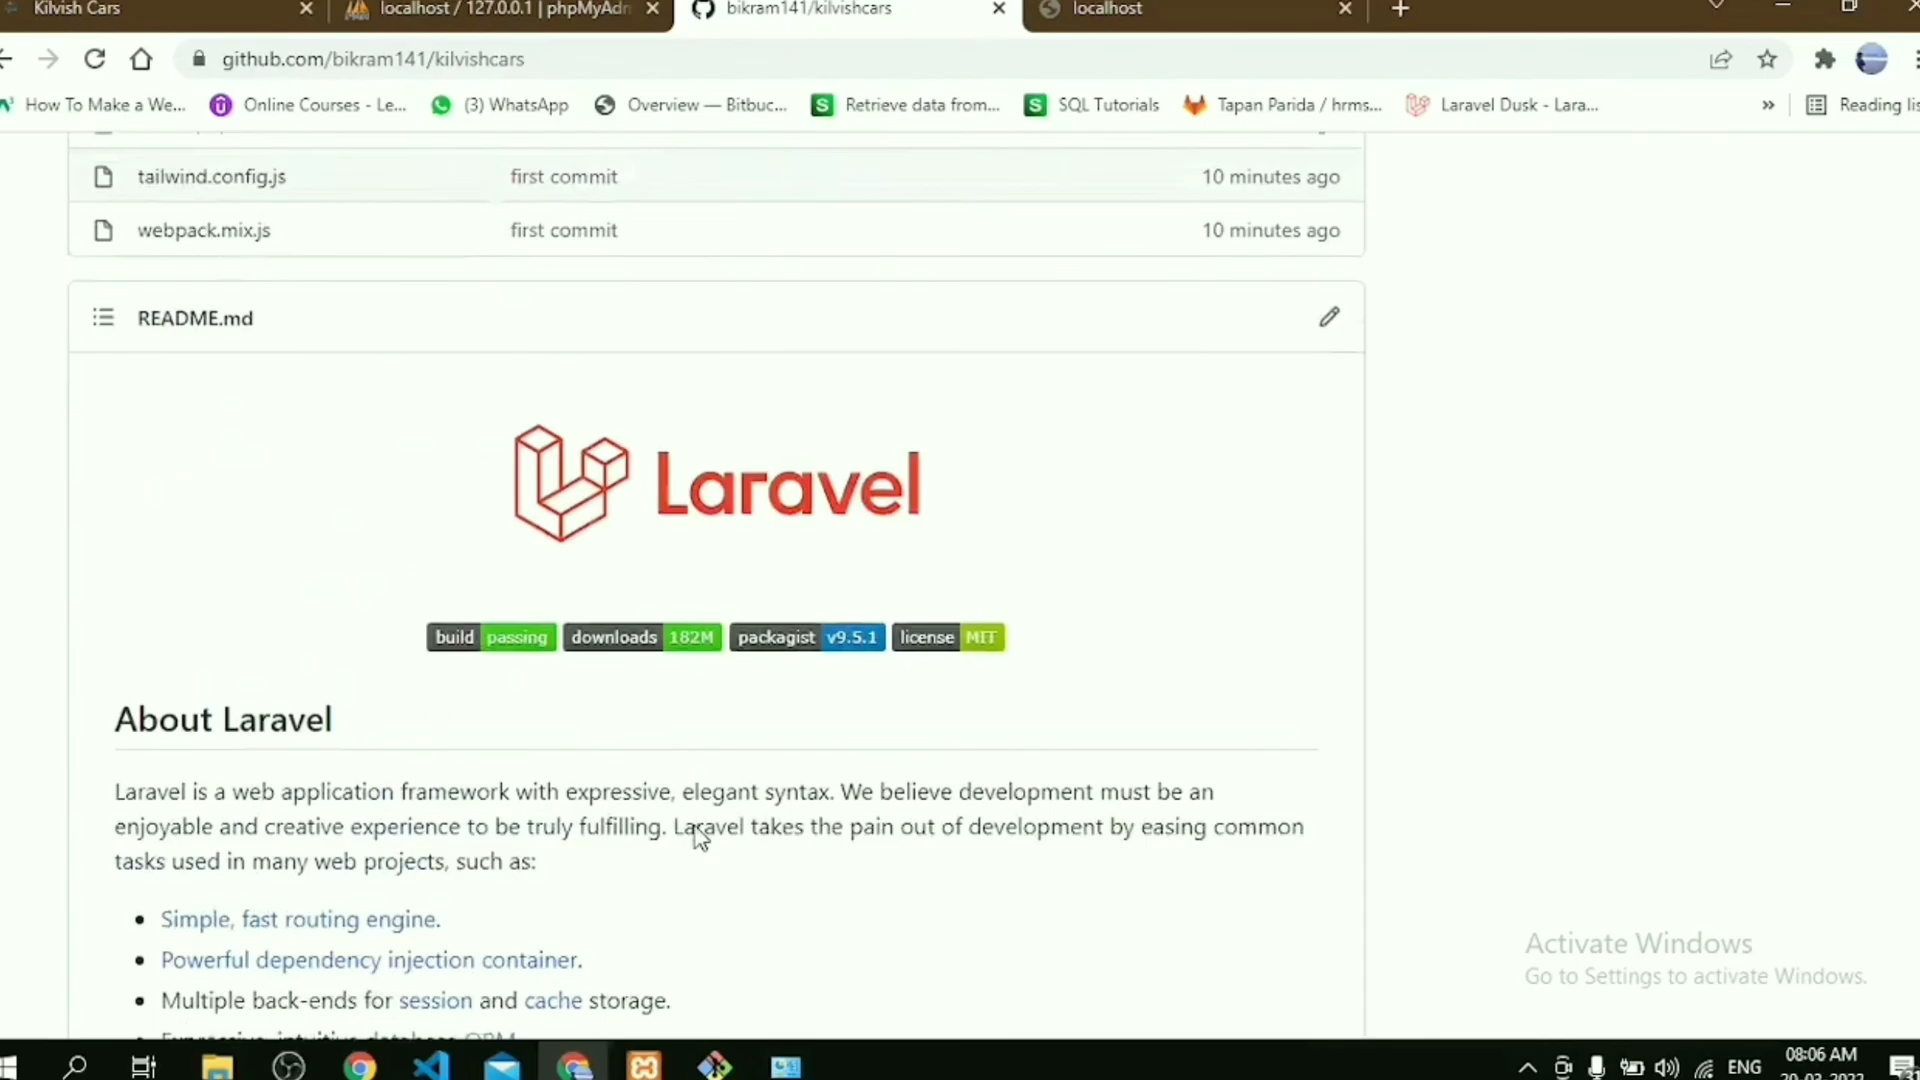 Kilvish Cars
localhost / 127.0.0.1 | phpMyAdm
bikram141/kilvishcars
localhost
github.com/bikram141/kilvishcars
How To Make a We...
Online Courses - Le...
(3) WhatsApp
Overview — Bitbuc...
Retrieve data from...
SQL Tutorials
Tapan Parida / hrms...
Laravel Dusk - Lara...
»
Reading lis
tailwind.config.js first commit 10 minutes ago
webpack.mix.js first commit 10 minutes ago
README.md
Laravel
build passing downloads 182M packagist v9.5.1 license MIT
About Laravel
Laravel is a web application framework with expressive, elegant syntax. We believe development must be an
enjoyable and creative experience to be truly fulfilling. Laravel takes the pain out of development by easing common
tasks used in many web projects, such as:
Simple, fast routing engine.
Powerful dependency injection container.
Multiple back-ends for session and cache storage.
Expressive, intuitive database ORM
Activate Windows
Go to Settings to activate Windows.
ENG
08:06 AM
20-03-2022